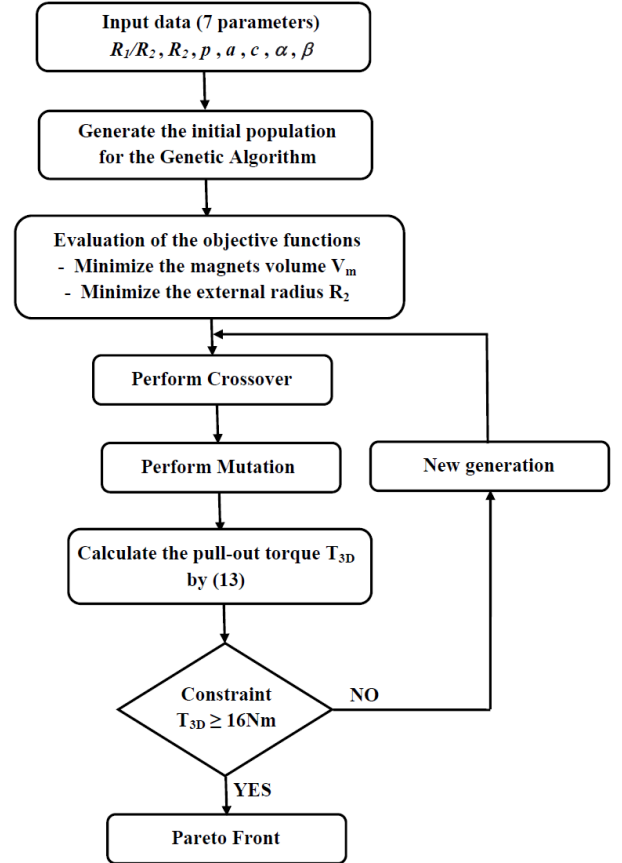 Input data (7 parameters)
R₁/R₂ , R₂, p , a , c , α , β
Generate the initial population
for the Genetic Algorithm
Evaluation of the objective functions
- Minimize the magnets volume Vₘ
- Minimize the external radius R₂
Perform Crossover
Perform Mutation
New generation
Calculate the pull-out torque T₃D
by (13)
Constraint
T₃D ≥ 16Nm
NO
YES
Pareto Front